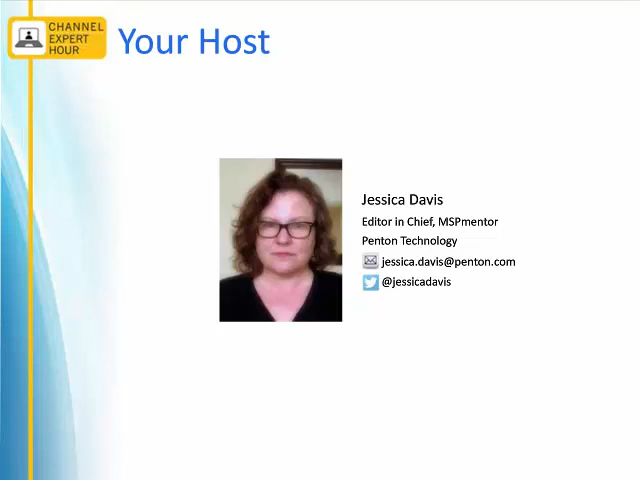 CHANNEL
EXPERT
HOUR
Your Host
Jessica Davis
Editor in Chief, MSPmentor
Penton Technology
jessica.davis@penton.com
@jessicadavis